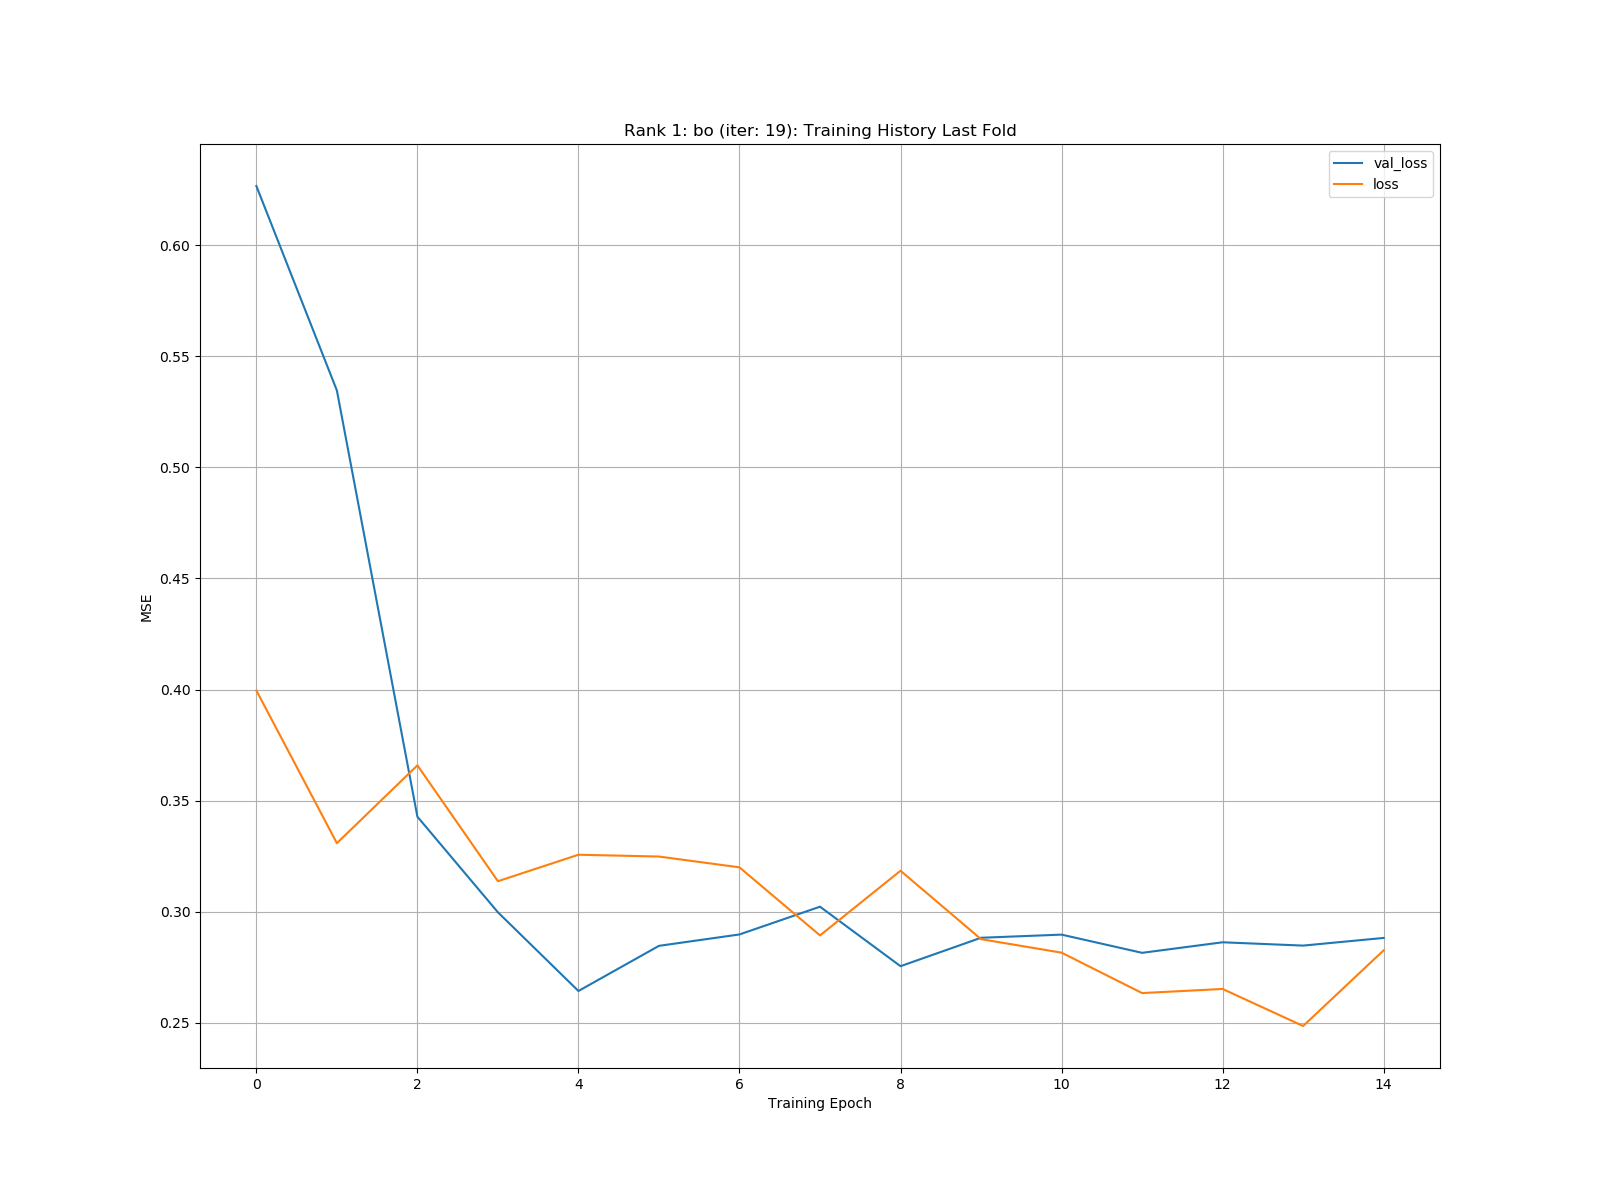 Rank 1: bo (iter: 19): Training History Last Fold
val_loss
loss
0.60
0.55
0.50
0.45
0.40
0.35
0.30
0.25
MSE
0 2 4 6 8 10 12 14
Training Epoch